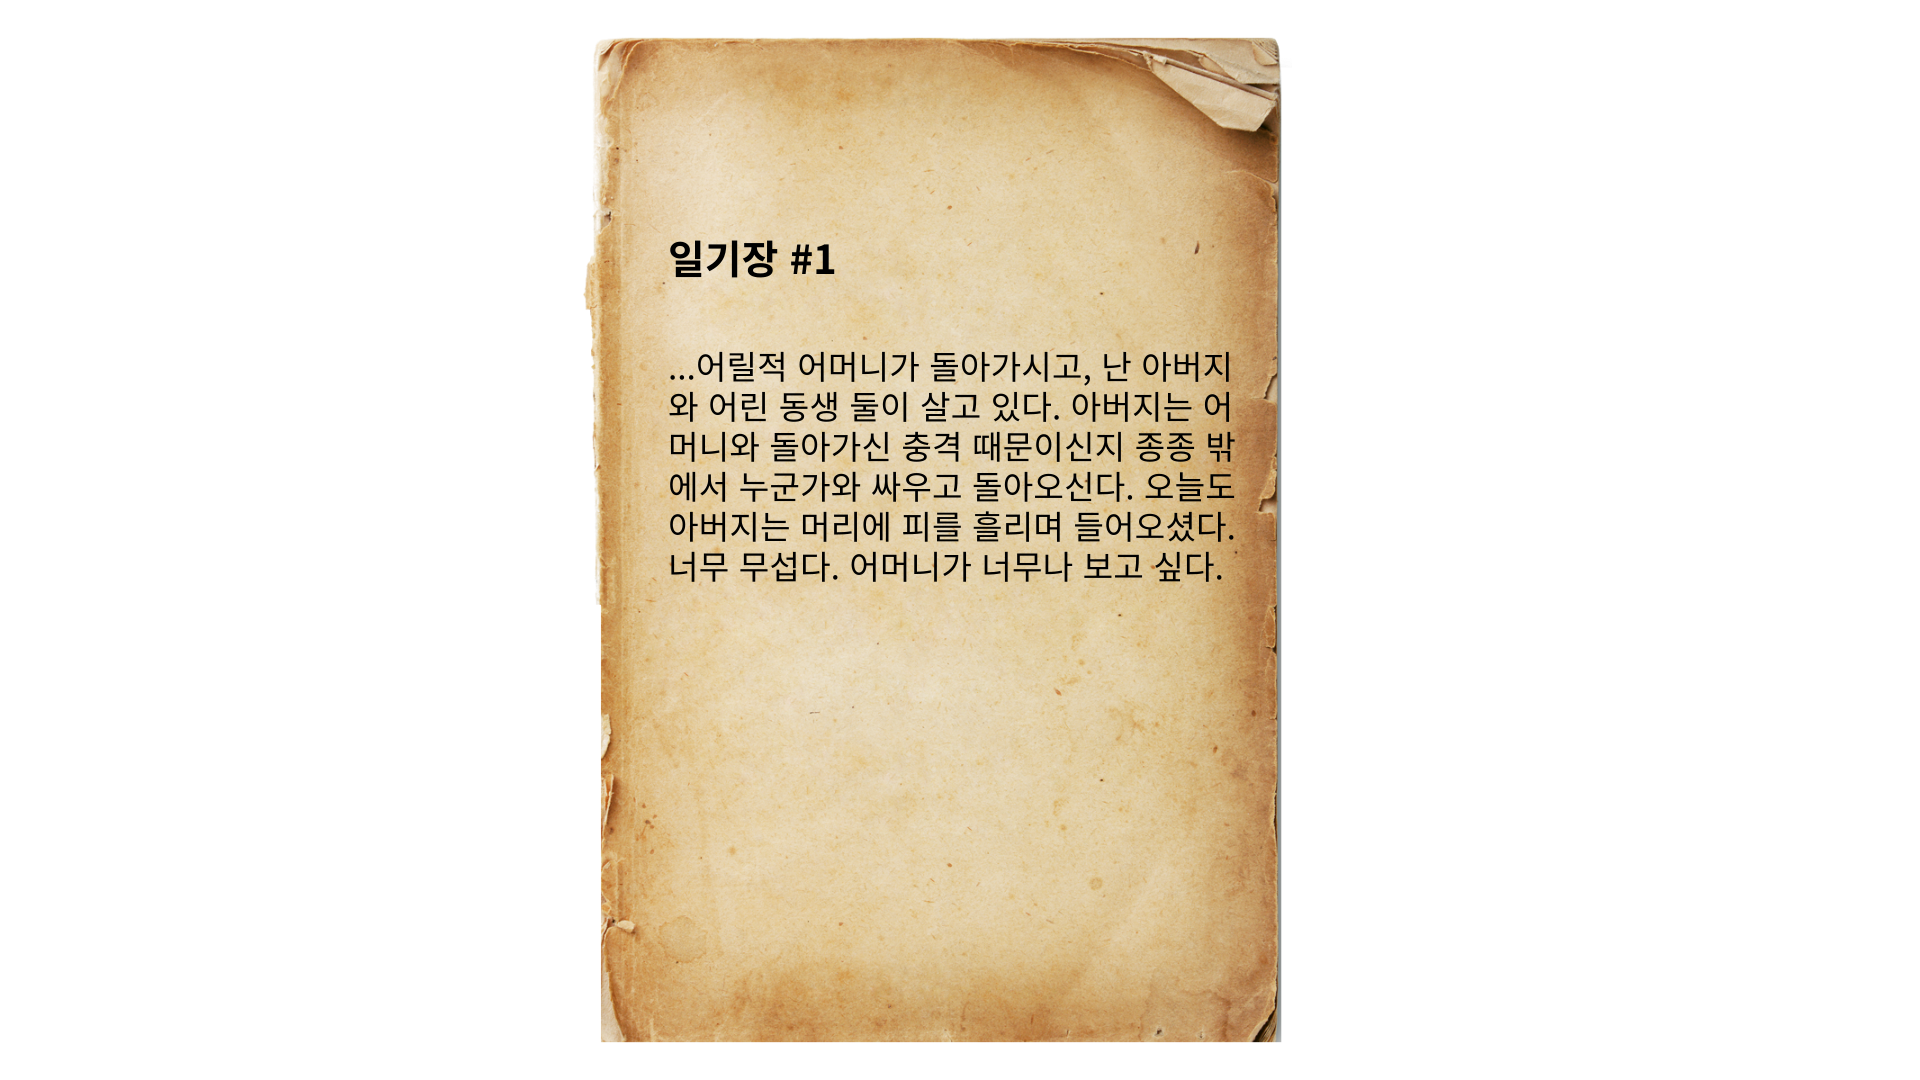 일기장 #1
...어릴적 어머니가 돌아가시고, 난 아버지
와 어린 동생 둘이 살고 있다. 아버지는 어
머니와 돌아가신 충격 때문이신지 종종 밖
에서 누군가와 싸우고 돌아오신다. 오늘도
아버지는 머리에 피를 흘리며 들어오셨다.
너무 무섭다. 어머니가 너무나 보고 싶다.